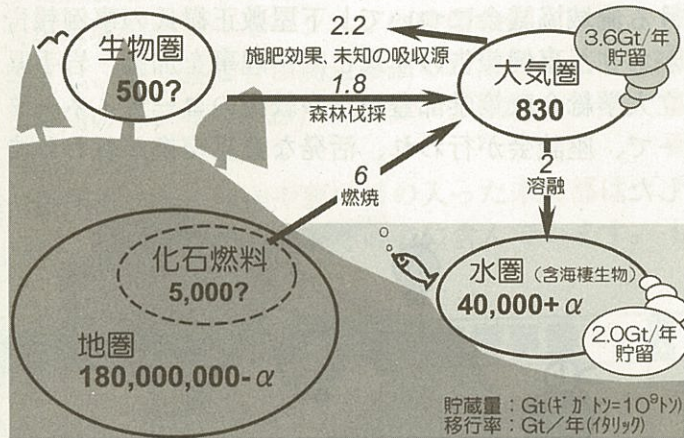 2.2
施肥効果、未知の吸収源
1.8
森林伐採
生物圏
500?
大気圏
830
3.6Gt/年
貯留
6
燃焼
2
溶融
化石燃料
5,000?
地圏
180,000,000-α
水圏 (含海棲生物)
40,000+α
2.0Gt/年
貯留
貯蔵量：Gt(ギガトン=10⁹トン)
移行率：Gt／年(イタリック)